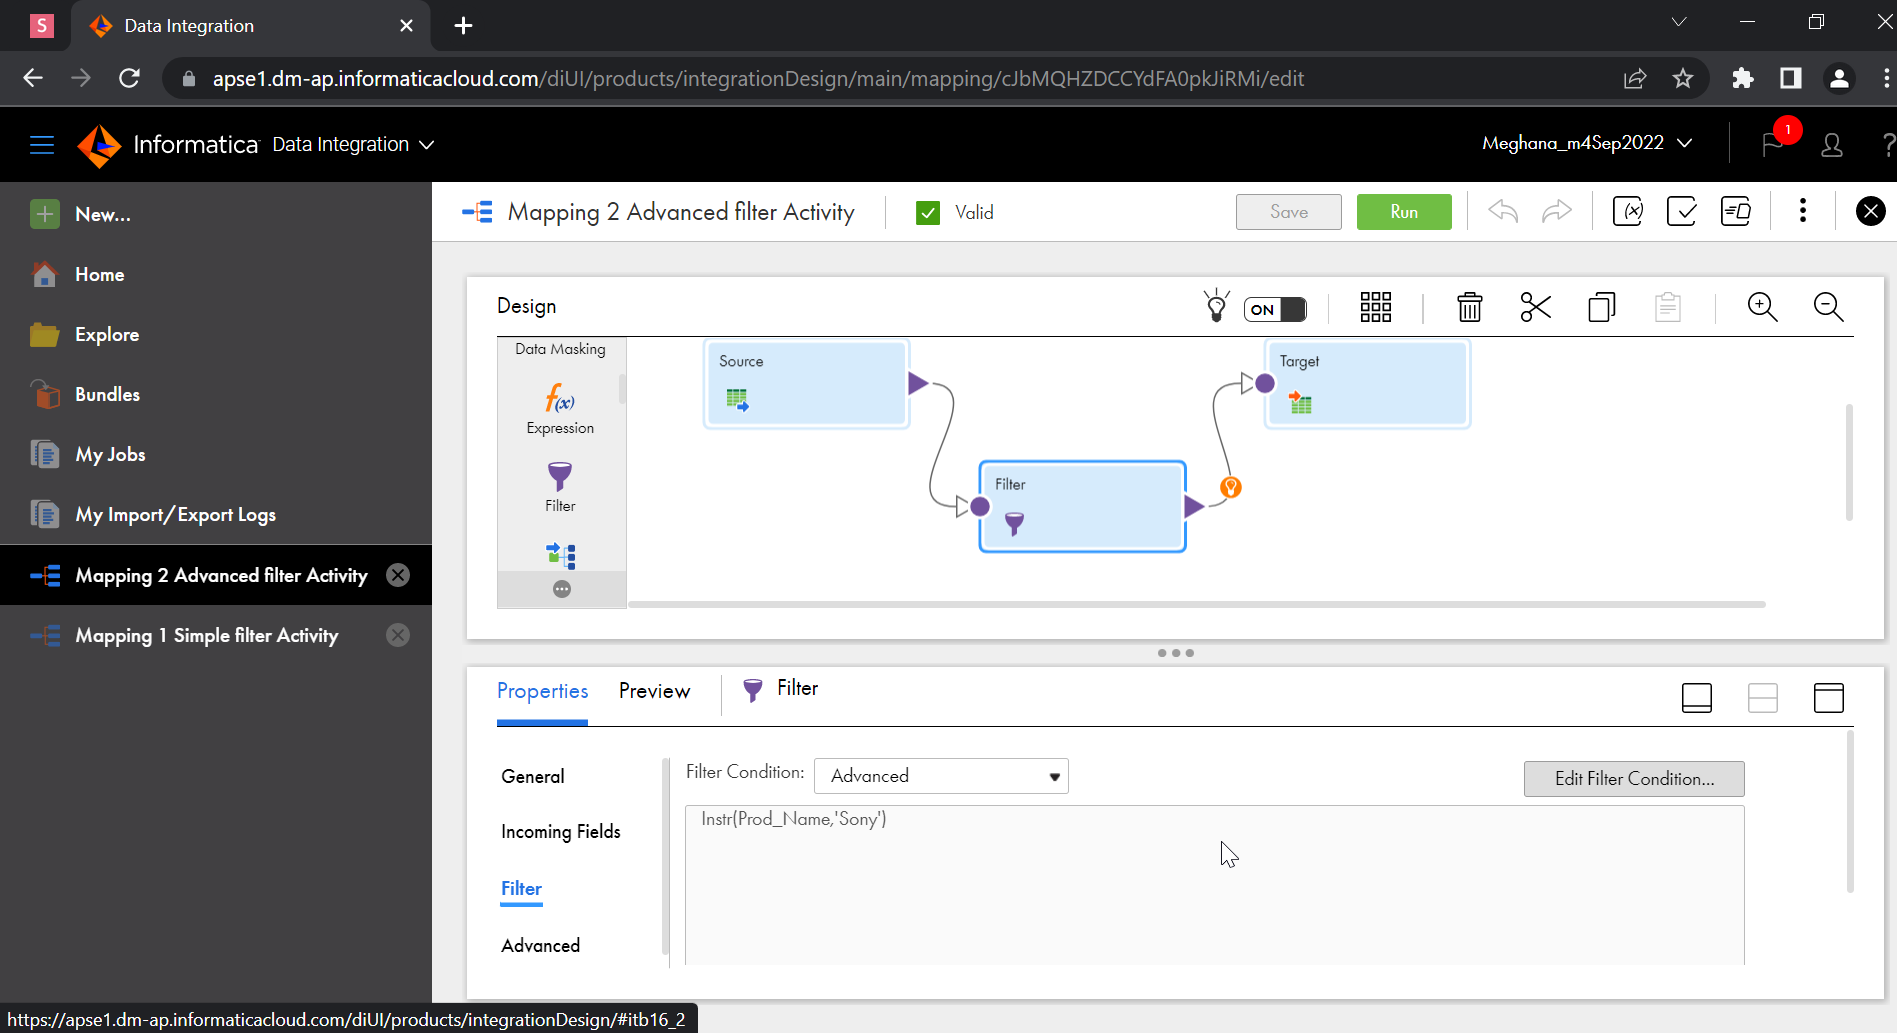 S
Data Integration
apse1.dm-ap.informaticacloud.com/diUI/products/integrationDesign/main/mapping/cJbMQHZDCCYdFA0pkJiRMi/edit
Informatica Data Integration
Meghana_m4Sep2022
1
?
New...
Home
Explore
Bundles
My Jobs
My Import/Export Logs
Mapping 2 Advanced filter Activity
Mapping 1 Simple filter Activity
Mapping 2 Advanced filter Activity
Valid
Save
Run
(x)
Design
ON
Data Masking
f(x)
Expression
Filter
Source
Filter
Target
Properties
Preview
Filter
General
Incoming Fields
Filter
Advanced
Filter Condition:
Advanced
Edit Filter Condition...
Instr(Prod_Name,'Sony')
https://apse1.dm-ap.informaticacloud.com/diUI/products/integrationDesign/#itb16_2